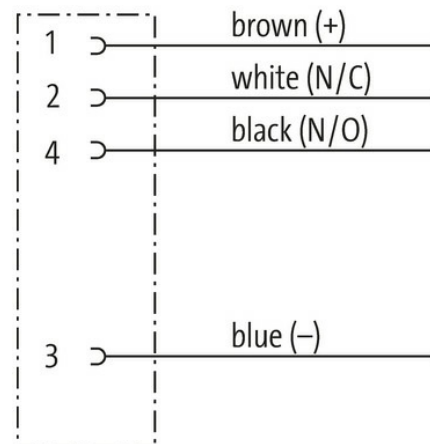 1 brown (+)
2 white (N/C)
4 black (N/O)
3 blue (–)